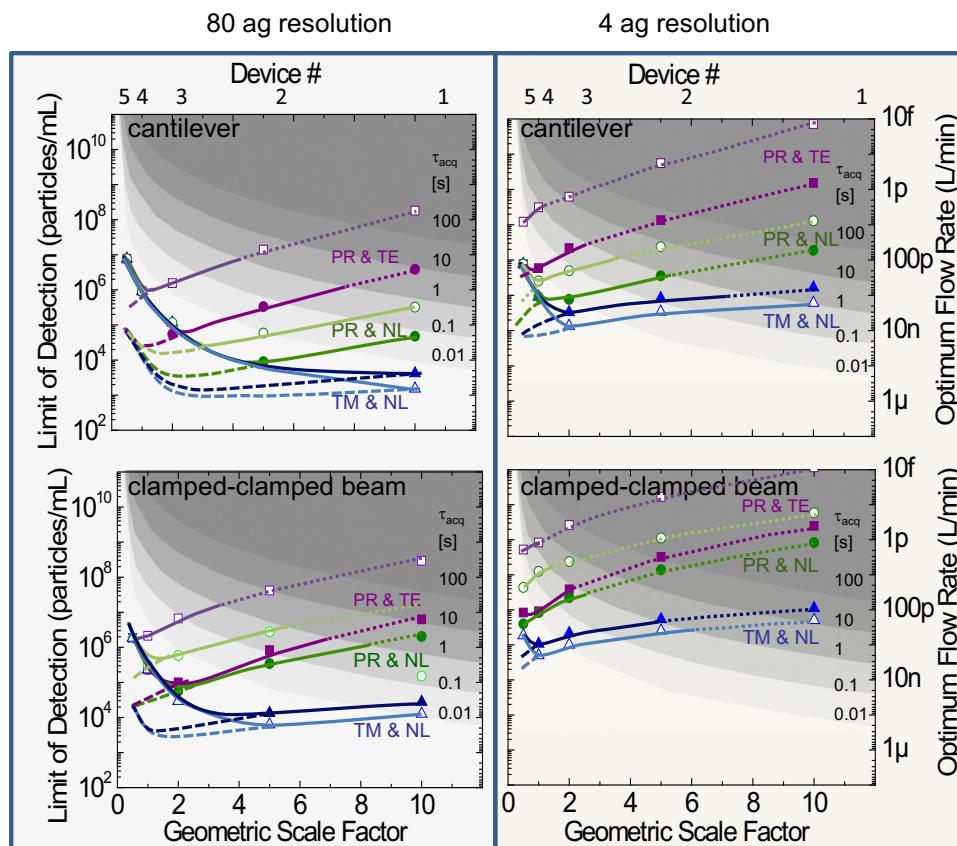 80 ag resolution
4 ag resolution
Device #
5 4 3 2 1
Device #
5 4 3 2 1
Limit of Detection (particles/mL)
10^10
10^8
10^6
10^4
10^2
cantilever
τacq
[s]
100
10
1
0.1
0.01
PR & TE
PR & NL
TM & NL
cantilever
τacq
[s]
100
10
1
0.1
0.01
PR & TE
PR & NL
TM & NL
10f
1p
100p
10n
1µ
Optimum Flow Rate (L/min)
Limit of Detection (particles/mL)
10^10
10^8
10^6
10^4
10^2
clamped-clamped beam
τacq
[s]
100
10
1
0.1
0.01
PR & TE
PR & NL
TM & NL
0 2 4 6 8 10
Geometric Scale Factor
clamped-clamped beam
τacq
[s]
100
10
1
0.1
0.01
PR & TE
PR & NL
TM & NL
10f
1p
100p
10n
1µ
Optimum Flow Rate (L/min)
0 2 4 6 8 10
Geometric Scale Factor